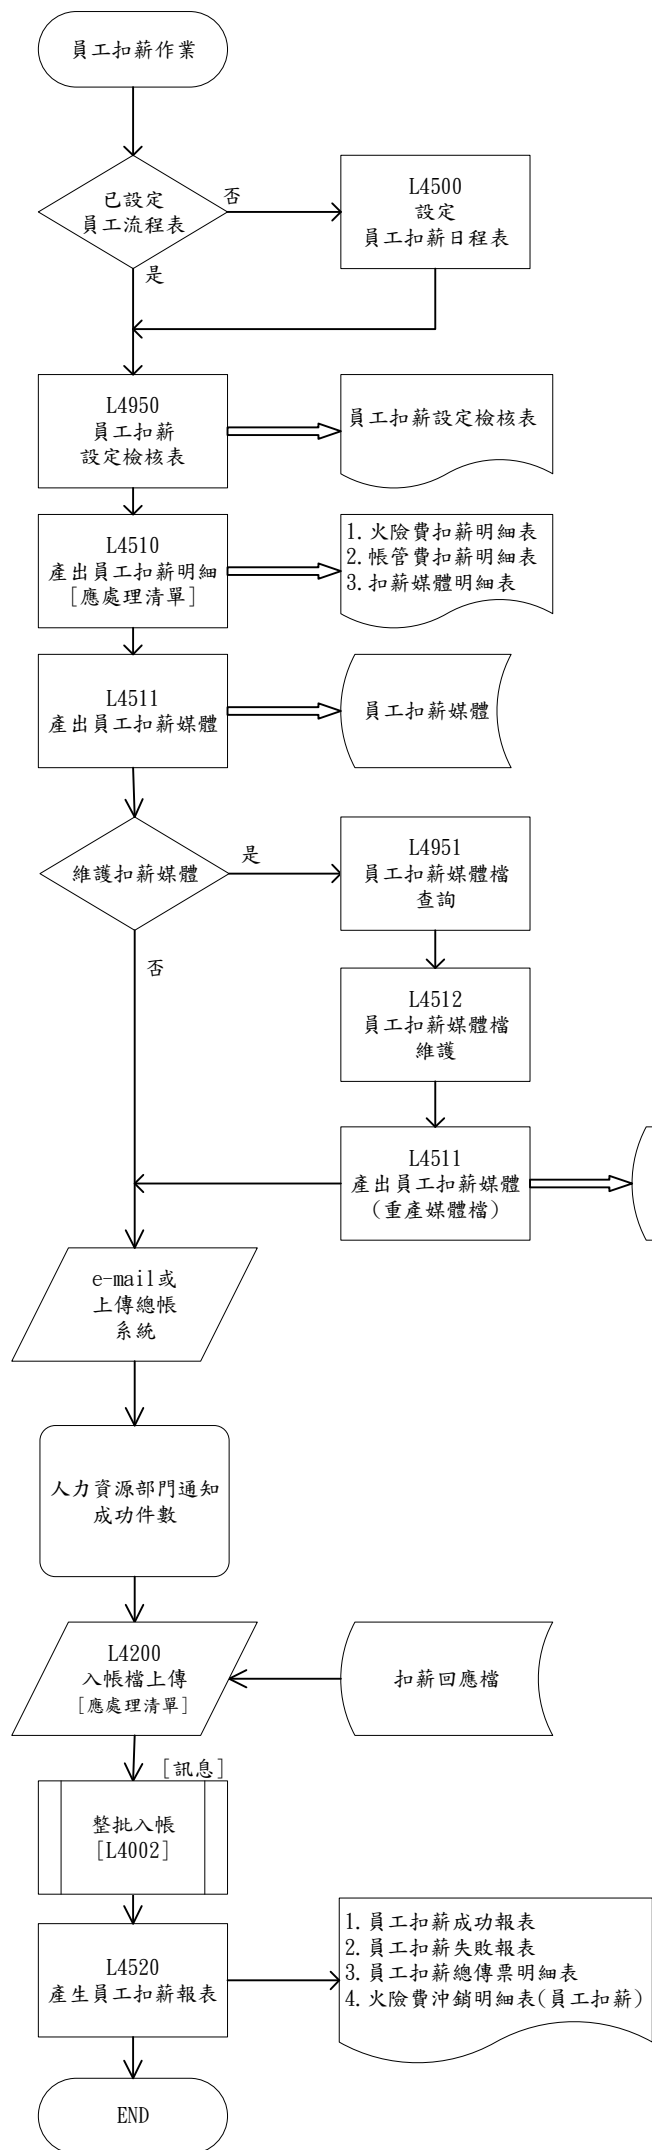 員工扣薪作業
已設定
員工流程表
否
是
L4500
設定
員工扣薪日程表
L4950
員工扣薪
設定檢核表
員工扣薪設定檢核表
L4510
產出員工扣薪明細
[應處理清單]
1.火險費扣薪明細表
2.帳管費扣薪明細表
3.扣薪媒體明細表
L4511
產出員工扣薪媒體
員工扣薪媒體
維護扣薪媒體
是
否
L4951
員工扣薪媒體檔
查詢
L4512
員工扣薪媒體檔
維護
L4511
產出員工扣薪媒體
(重產媒體檔)
e-mail或
上傳總帳
系統
人力資源部門通知
成功件數
L4200
入帳檔上傳
[應處理清單]
扣薪回應檔
[訊息]
整批入帳
[L4002]
L4520
產生員工扣薪報表
1.員工扣薪成功報表
2.員工扣薪失敗報表
3.員工扣薪總傳票明細表
4.火險費沖銷明細表(員工扣薪)
END